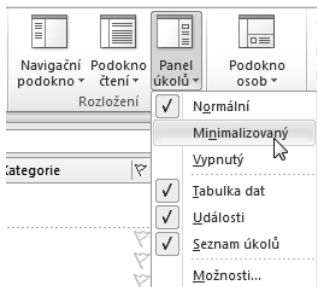 Navigační podokno
Podokno čtení
Panel úkolů
Podokno osob
Rozložení
Normální
Minimalizovaný
Vypnutý
Tabulka dat
Události
Seznam úkolů
Možnosti...
Kategorie